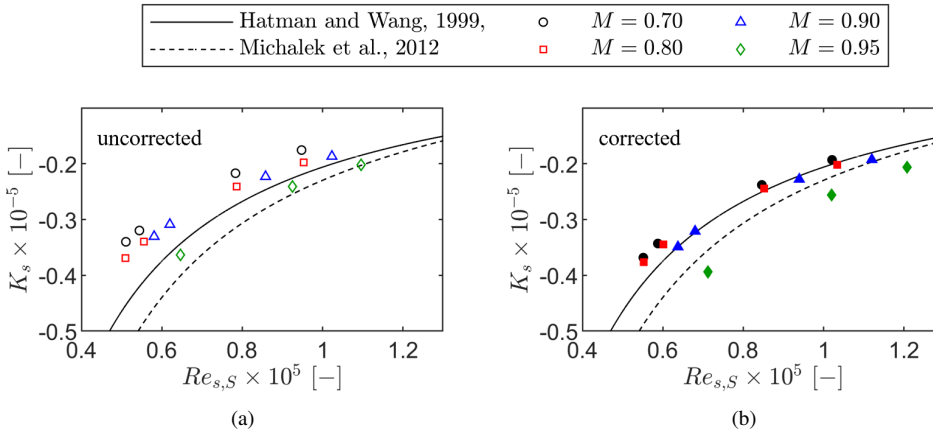 Hatman and Wang, 1999, M = 0.70 M = 0.90
Michalek et al., 2012 M = 0.80 M = 0.95
uncorrected
-0.2
-0.3
-0.4
-0.5
0.4 0.6 0.8 1 1.2
K_s × 10^{-5} [−]
Re_{s,S} × 10^5 [−]
(a)
corrected
-0.2
-0.3
-0.4
-0.5
0.4 0.6 0.8 1 1.2
K_s × 10^{-5} [−]
Re_{s,S} × 10^5 [−]
(b)